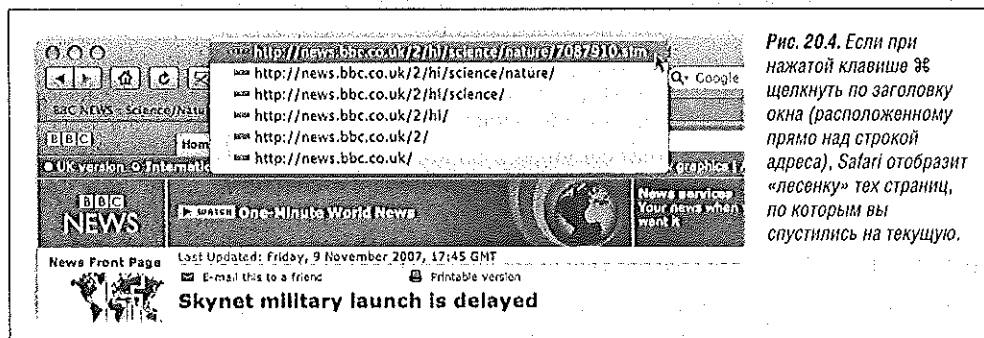 http://news.bbc.co.uk/2/hi/science/nature/7087910.stm
http://news.bbc.co.uk/2/hi/science/nature/
http://news.bbc.co.uk/2/hi/science/
http://news.bbc.co.uk/2/hi/
http://news.bbc.co.uk/2/
http://news.bbc.co.uk/
Google
BBC NEWS Science/Natu
BBC
Hom
UK version Internatio
graphics
BBC
NEWS
WATCH One-Minute World News
News services
Your news when
want it
News Front Page
Last Updated: Friday, 9 November 2007, 17:45 GMT
E-mail this to a friend
Printable version
Skynet military launch is delayed
Рис. 20.4. Если при
нажатой клавише ⌘
щелкнуть по заголовку
окна (расположенному
прямо над строкой
адреса), Safari отобразит
«лесенку» тех страниц,
по которым вы
спустились на текущую.